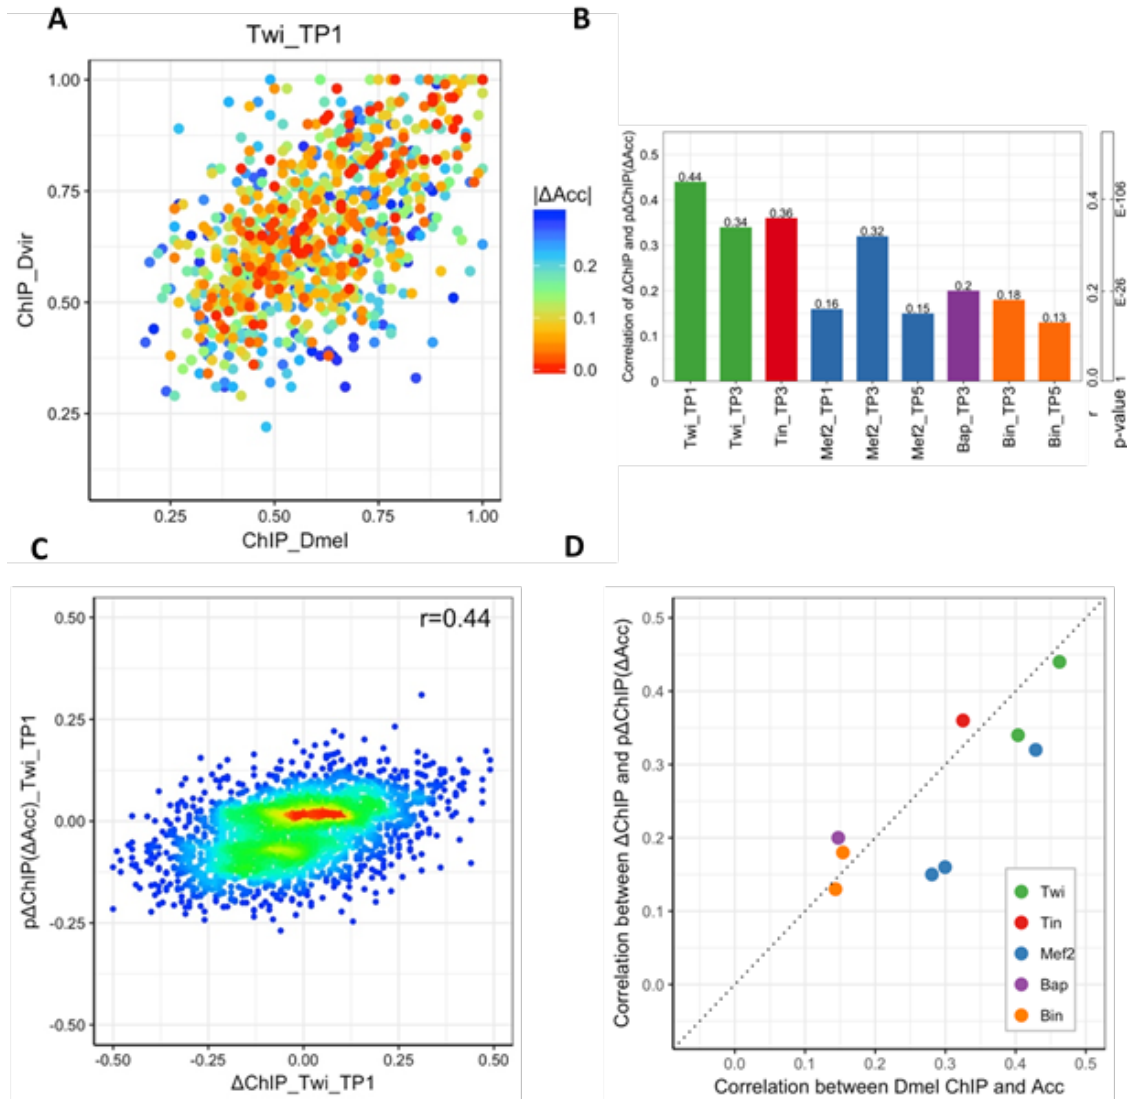 A
Twi_TP1
1.00
0.75
0.50
0.25
ChIP_Dvir
0.25
0.50
0.75
1.00
ChIP_Dmel
|ΔAcc|
0.2
0.1
0.0
B
Correlation of ΔChIP and pΔChIP(ΔAcc)
0.5
0.4
0.3
0.2
0.1
0
0.44
0.34
0.36
0.16
0.32
0.15
0.2
0.18
0.13
Twi_TP1
Twi_TP3
Tin_TP3
Mef2_TP1
Mef2_TP3
Mef2_TP5
Bap_TP3
Bin_TP3
Bin_TP5
0.4
0.2
0.0
r
E-106
E-26
1
p-value
C
r=0.44
pΔChIP(ΔAcc)_Twi_TP1
0.50
0.25
0.00
-0.25
-0.50
-0.50
-0.25
0.00
0.25
0.50
ΔChIP_Twi_TP1
D
Correlation between ΔChIP and pΔChIP(ΔAcc)
0.5
0.4
0.3
0.2
0.1
0.0
0.0
0.1
0.2
0.3
0.4
0.5
Correlation between Dmel ChIP and Acc
Twi
Tin
Mef2
Bap
Bin